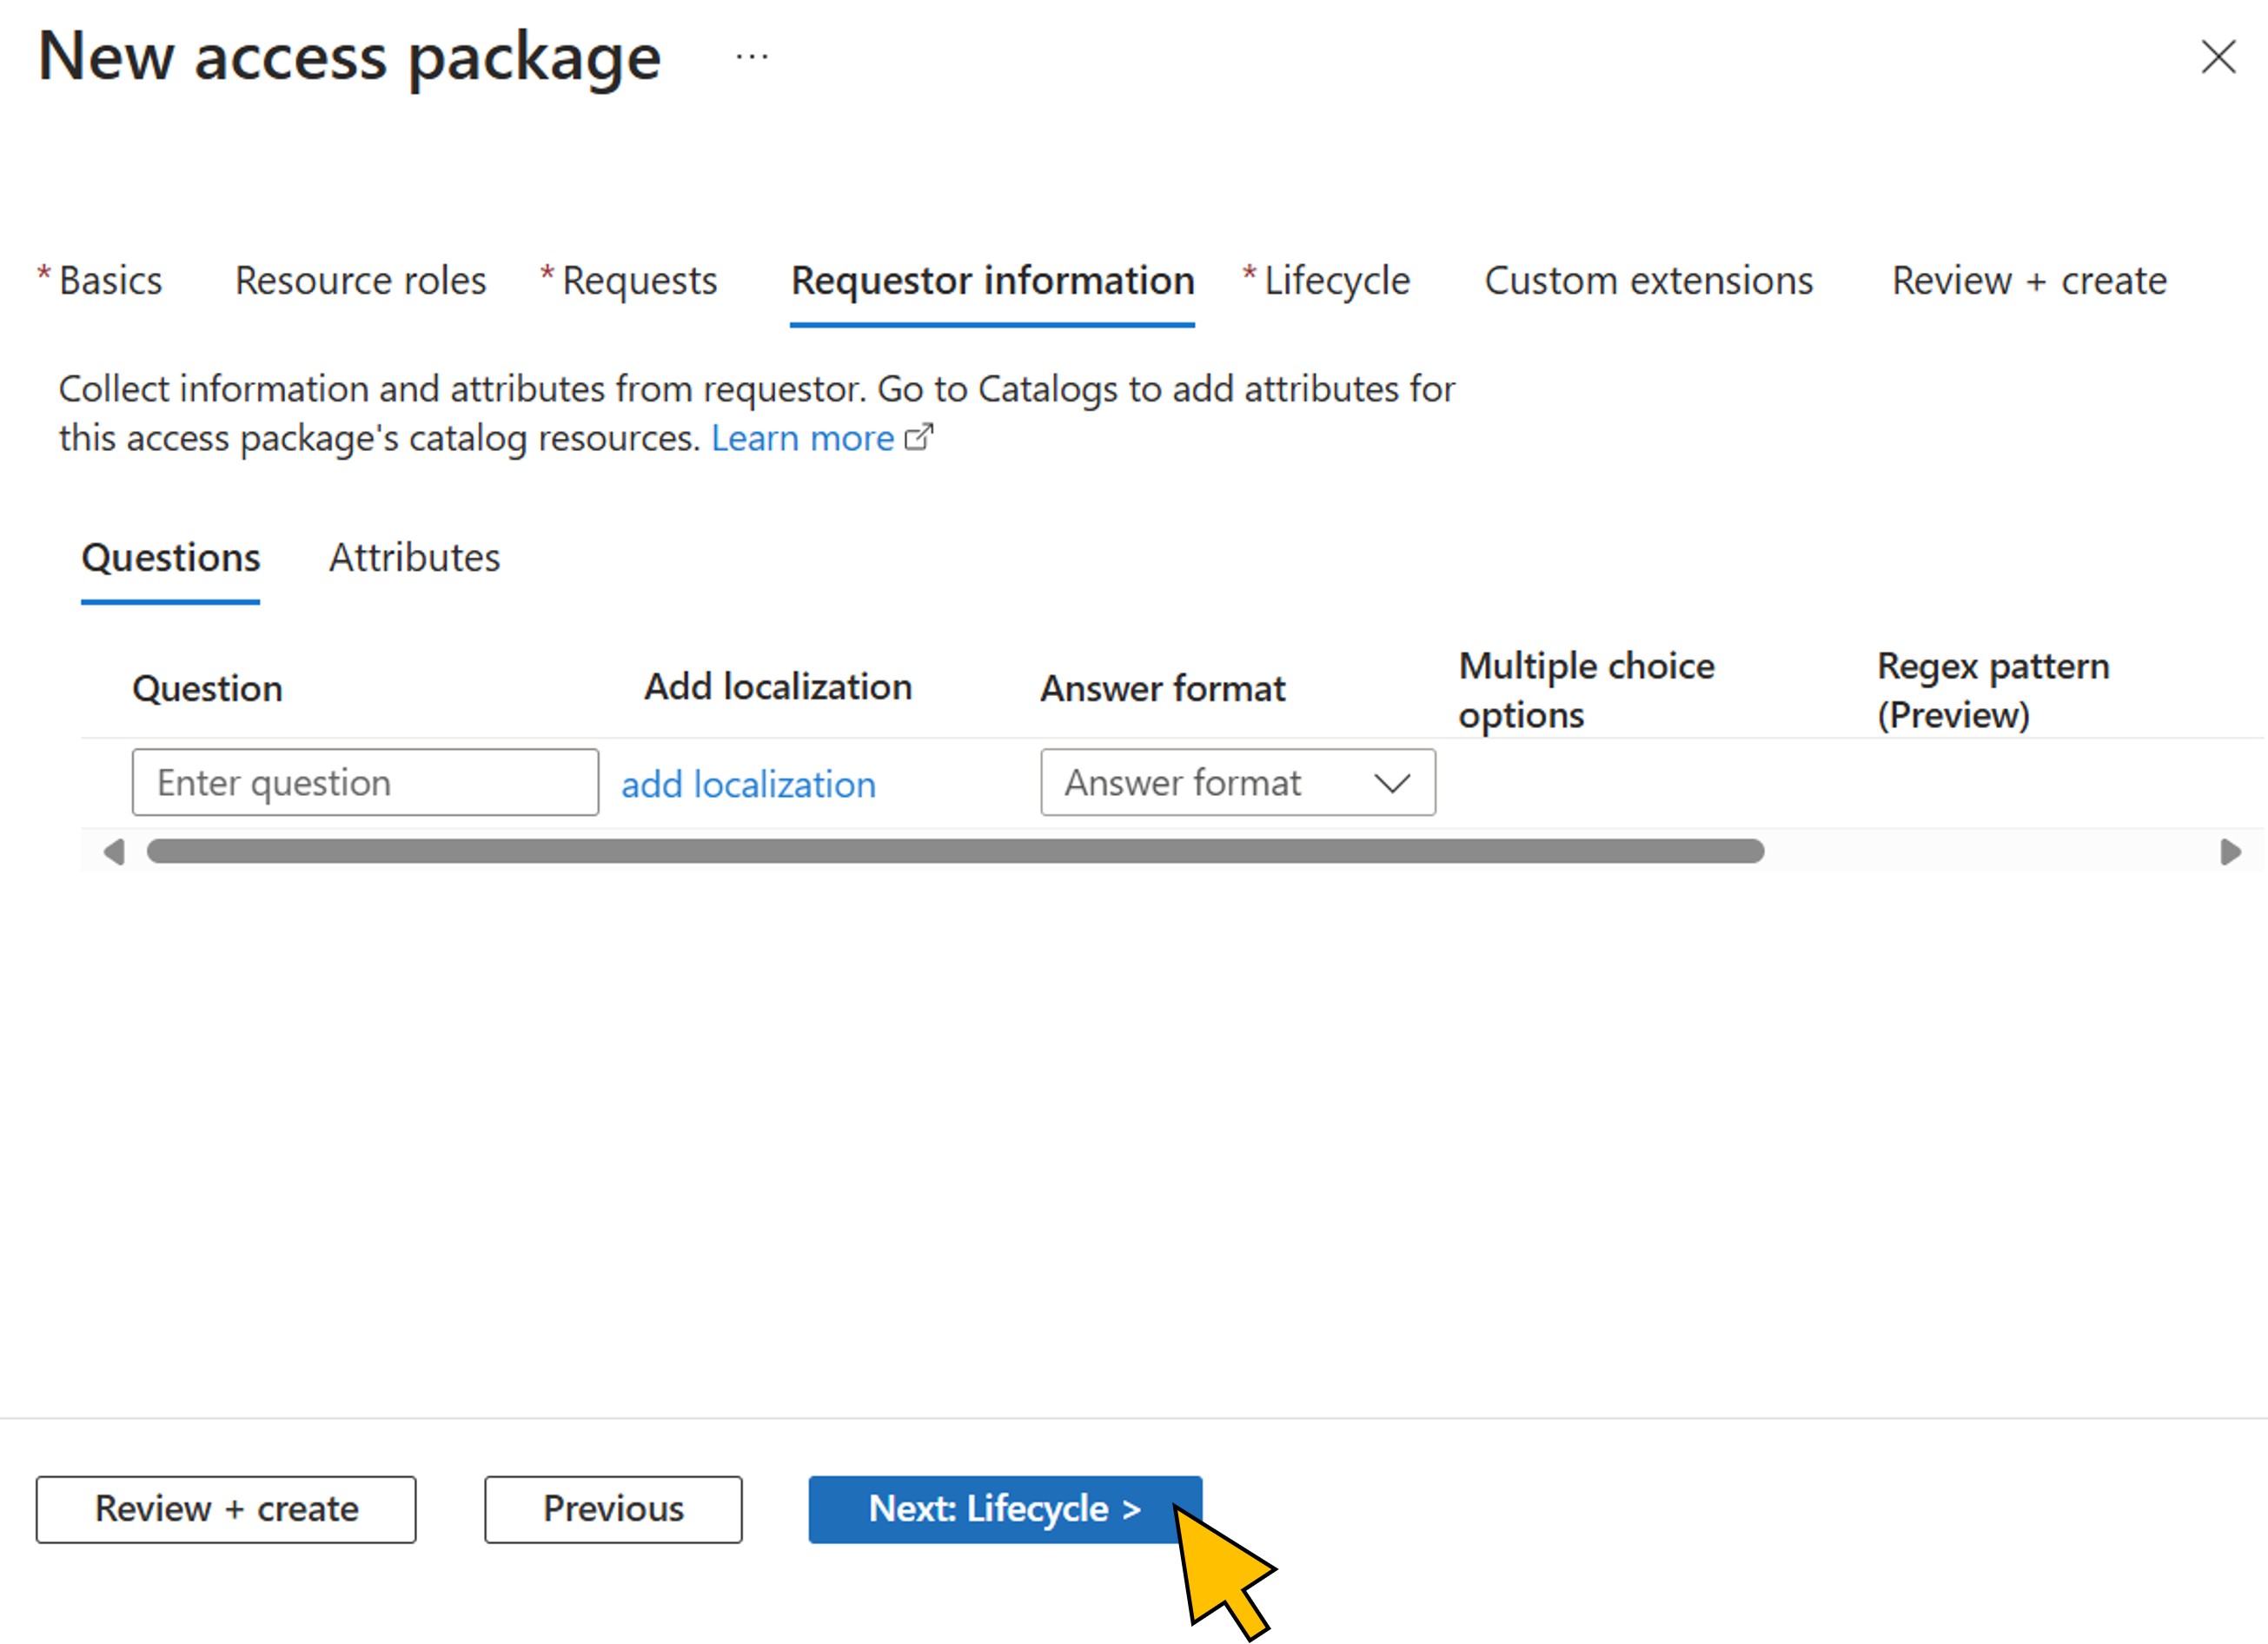 New access package ...
* Basics Resource roles * Requests Requestor information * Lifecycle Custom extensions Review + create
Collect information and attributes from requestor. Go to Catalogs to add attributes for
this access package's catalog resources. Learn more
Questions Attributes
Question Add localization Answer format Multiple choice options Regex pattern (Preview)
Enter question add localization Answer format
Review + create Previous Next: Lifecycle >